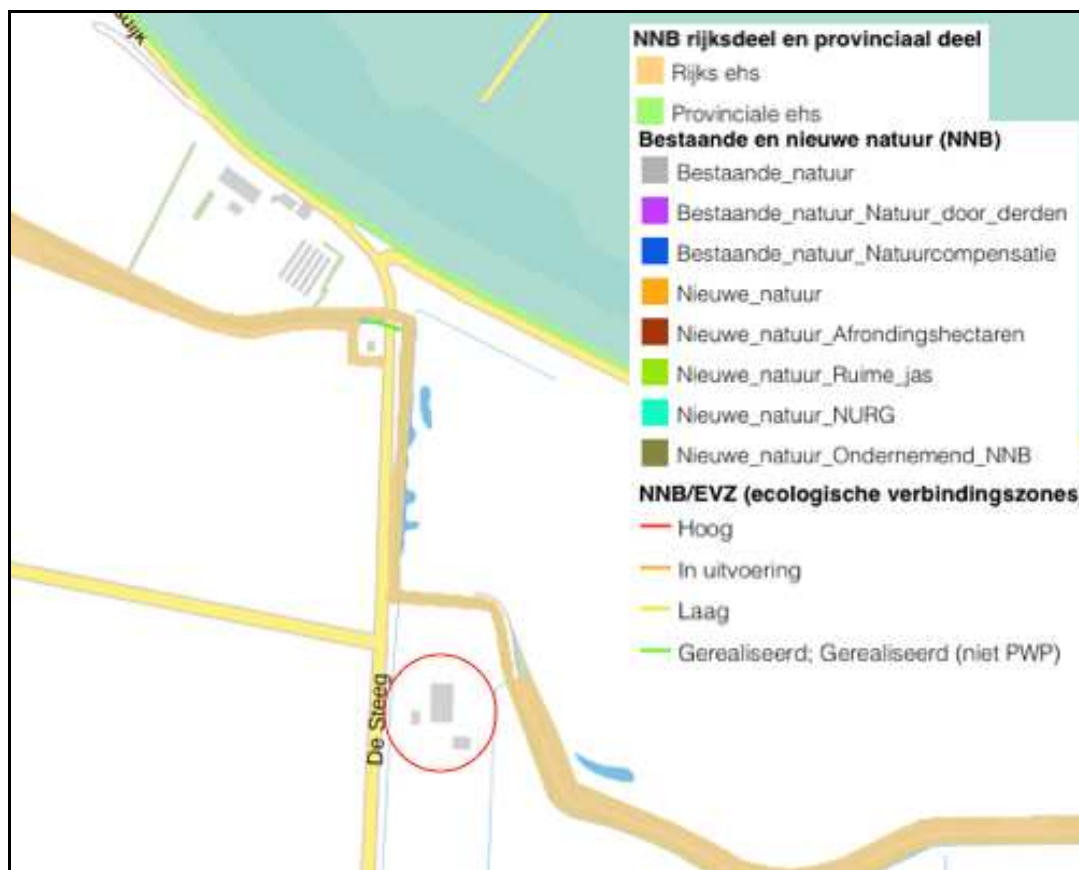 NNB rijksdeel en provinciaal deel
Rijks ehs
Provinciale ehs
Bestaande en nieuwe natuur (NNB)
Bestaande_natuur
Bestaande_natuur_Natuur_door_derden
Bestaande_natuur_Natuurcompensatie
Nieuwe_natuur
Nieuwe_natuur_Afrondingshectaren
Nieuwe_natuur_Ruime_jas
Nieuwe_natuur_NURG
Nieuwe_natuur_Ondernemend_NNB
NNB/EVZ (ecologische verbindingszones
Hoog
In uitvoering
Laag
Gerealiseerd; Gerealiseerd (niet PWP)
De Steeg